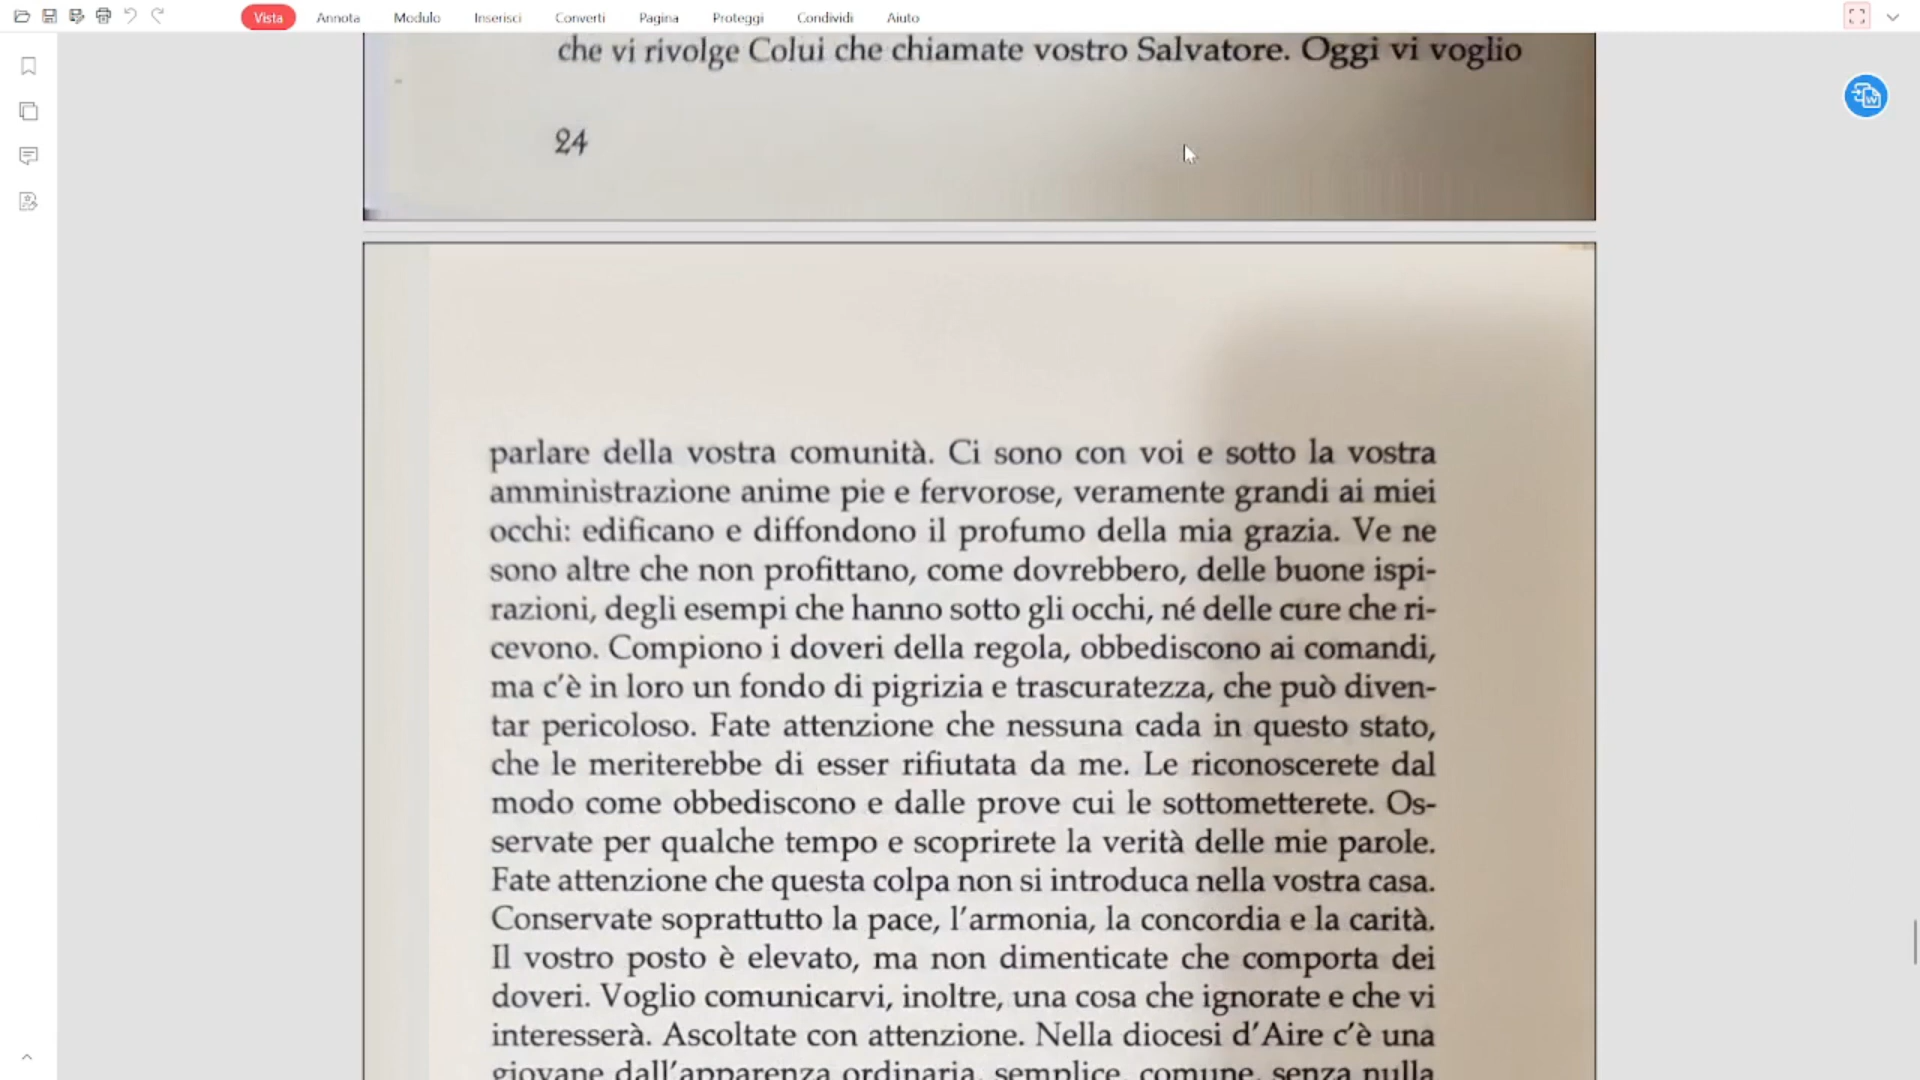 Vista Annota Modulo Inserisci Converti Pagina Proteggi Condividi Aiuto
che vi rivolge Colui che chiamate vostro Salvatore. Oggi vi voglio
24
parlare della vostra comunità. Ci sono con voi e sotto la vostra
amministrazione anime pie e fervorose, veramente grandi ai miei
occhi: edificano e diffondono il profumo della mia grazia. Ve ne
sono altre che non profittano, come dovrebbero, delle buone ispi-
razioni, degli esempi che hanno sotto gli occhi, né delle cure che ri-
cevono. Compiono i doveri della regola, obbediscono ai comandi,
ma c'è in loro un fondo di pigrizia e trascuratezza, che può diven-
tar pericoloso. Fate attenzione che nessuna cada in questo stato,
che le meriterebbe di esser rifiutata da me. Le riconoscerete dal
modo come obbediscono e dalle prove cui le sottometterete. Os-
servate per qualche tempo e scoprirete la verità delle mie parole.
Fate attenzione che questa colpa non si introduca nella vostra casa.
Conservate soprattutto la pace, l'armonia, la concordia e la carità.
Il vostro posto è elevato, ma non dimenticate che comporta dei
doveri. Voglio comunicarvi, inoltre, una cosa che ignorate e che vi
interesserà. Ascoltate con attenzione. Nella diocesi d'Aire c'è una
giovane dall'apparenza ordinaria, semplice, comune, senza nulla